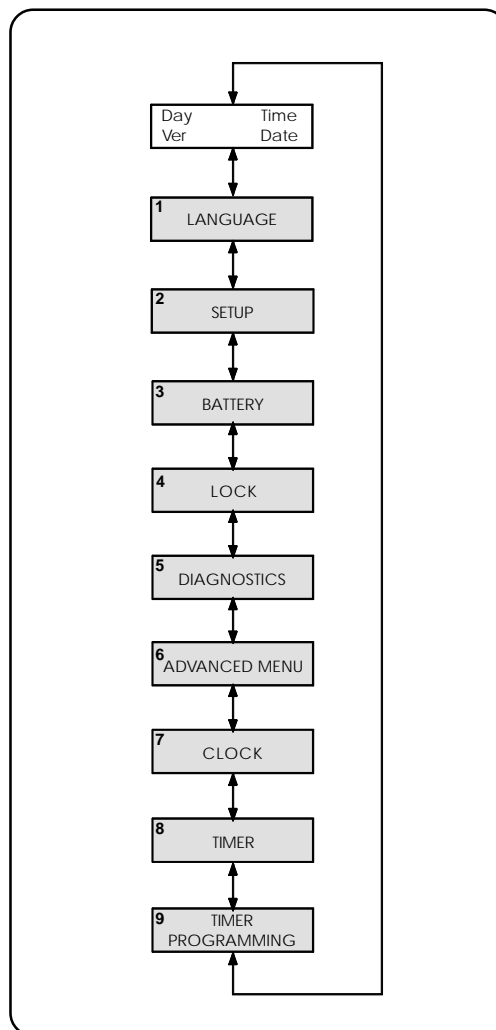 Day Time
Ver Date
1 LANGUAGE
2 SETUP
3 BATTERY
4 LOCK
5 DIAGNOSTICS
6 ADVANCED MENU
7 CLOCK
8 TIMER
9 TIMER
PROGRAMMING